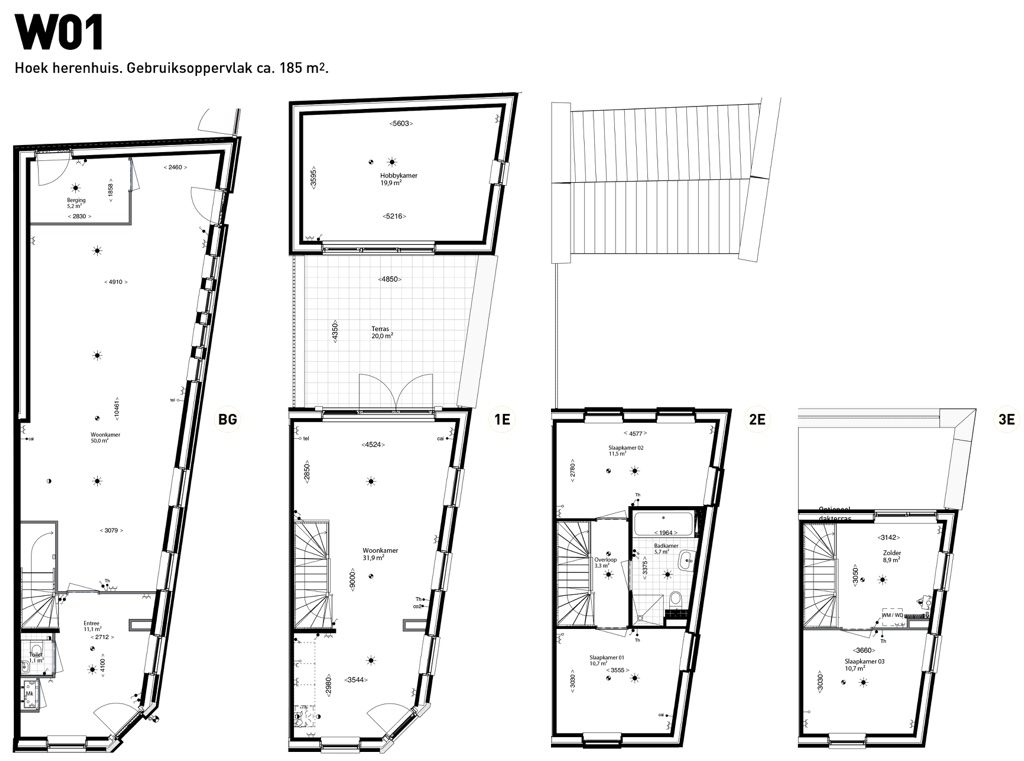 W01
Hoek herenhuis. Gebruiksoppervlak ca. 185 m².
< 2460 >
Berging
5,2 m²
< 1858 >
< 2830 >
< 4910 >
tel
< 10461 >
Woonkamer
50,0 m²
cai
< 3079 >
Th
Entree
11,1 m²
< 2712 >
< 4100 >
Toilet
1,1 m²
Mk
BG
<5603>
<3595>
Hobbykamer
19,9 m²
<5216>
<4850>
<4350>
Terras
20,0 m²
tel
cai
<4524>
<2850>
Woonkamer
31,9 m²
<9000>
Th
co2
<3544>
<2980>
1E
< 4577 >
Slaapkamer 02
11,5 m²
< 2780 >
Th
< 1964 >
Badkamer
5,7 m²
Overloop
3,3 m²
< 3375 >
Th
Slaapkamer 01
10,7 m²
< 3555 >
< 3030 >
cai
2E
Optioneel
dakterras
<3142>
Zolder
8,9 m²
<3050>
WM / WD
Th
<3660>
Slaapkamer 03
10,7 m²
<3030>
3E